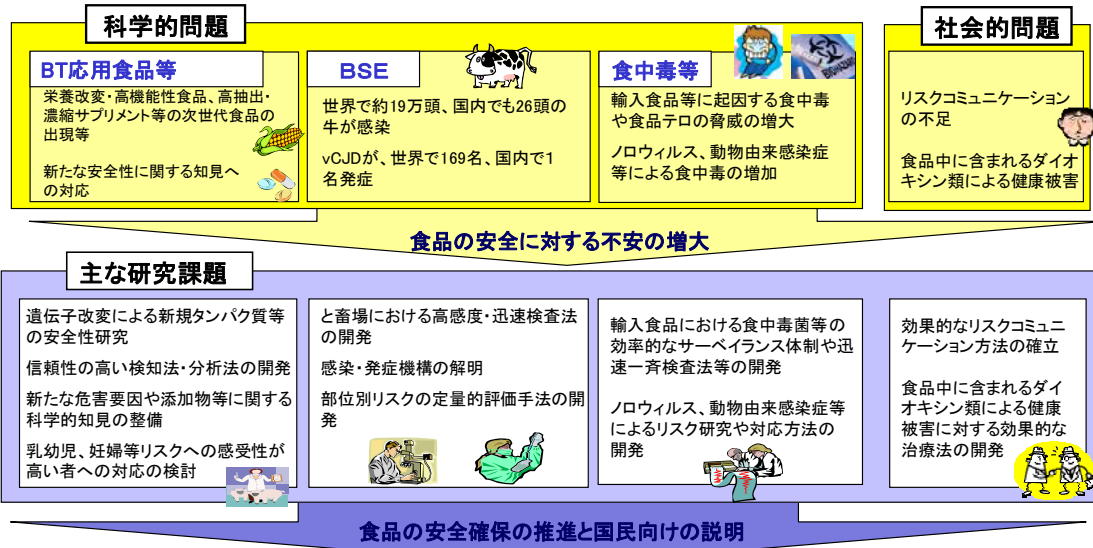 科学的問題
社会的問題
BT応用食品等
栄養改変・高機能性食品、高抽出・
濃縮サプリメント等の次世代食品の
出現等
新たな安全性に関する知見へ
の対応
BSE
世界で約19万頭、国内でも26頭の
牛が感染
vCJDが、世界で169名、国内で1
名発症
食中毒等
輸入食品等に起因する食中毒
や食品テロの脅威の増大
ノロウィルス、動物由来感染症
等による食中毒の増加
リスクコミュニケーション
の不足
食品中に含まれるダイオ
キシン類による健康被害
食品の安全に対する不安の増大
主な研究課題
遺伝子改変による新規タンパク質等
の安全性研究
信頼性の高い検知法・分析法の開発
新たな危害要因や添加物等に関する
科学的知見の整備
乳幼児、妊婦等リスクへの感受性が
高い者への対応の検討
と畜場における高感度・迅速検査法
の開発
感染・発症機構の解明
部位別リスクの定量的評価手法の開
発
輸入食品における食中毒菌等の
効率的なサーベイランス体制や迅
速一斉検査法等の開発
ノロウィルス、動物由来感染症等
によるリスク研究や対応方法の
開発
効果的なリスクコミュニ
ケーション方法の確立
食品中に含まれるダイ
オキシン類による健康
被害に対する効果的な
治療法の開発
食品の安全確保の推進と国民向けの説明